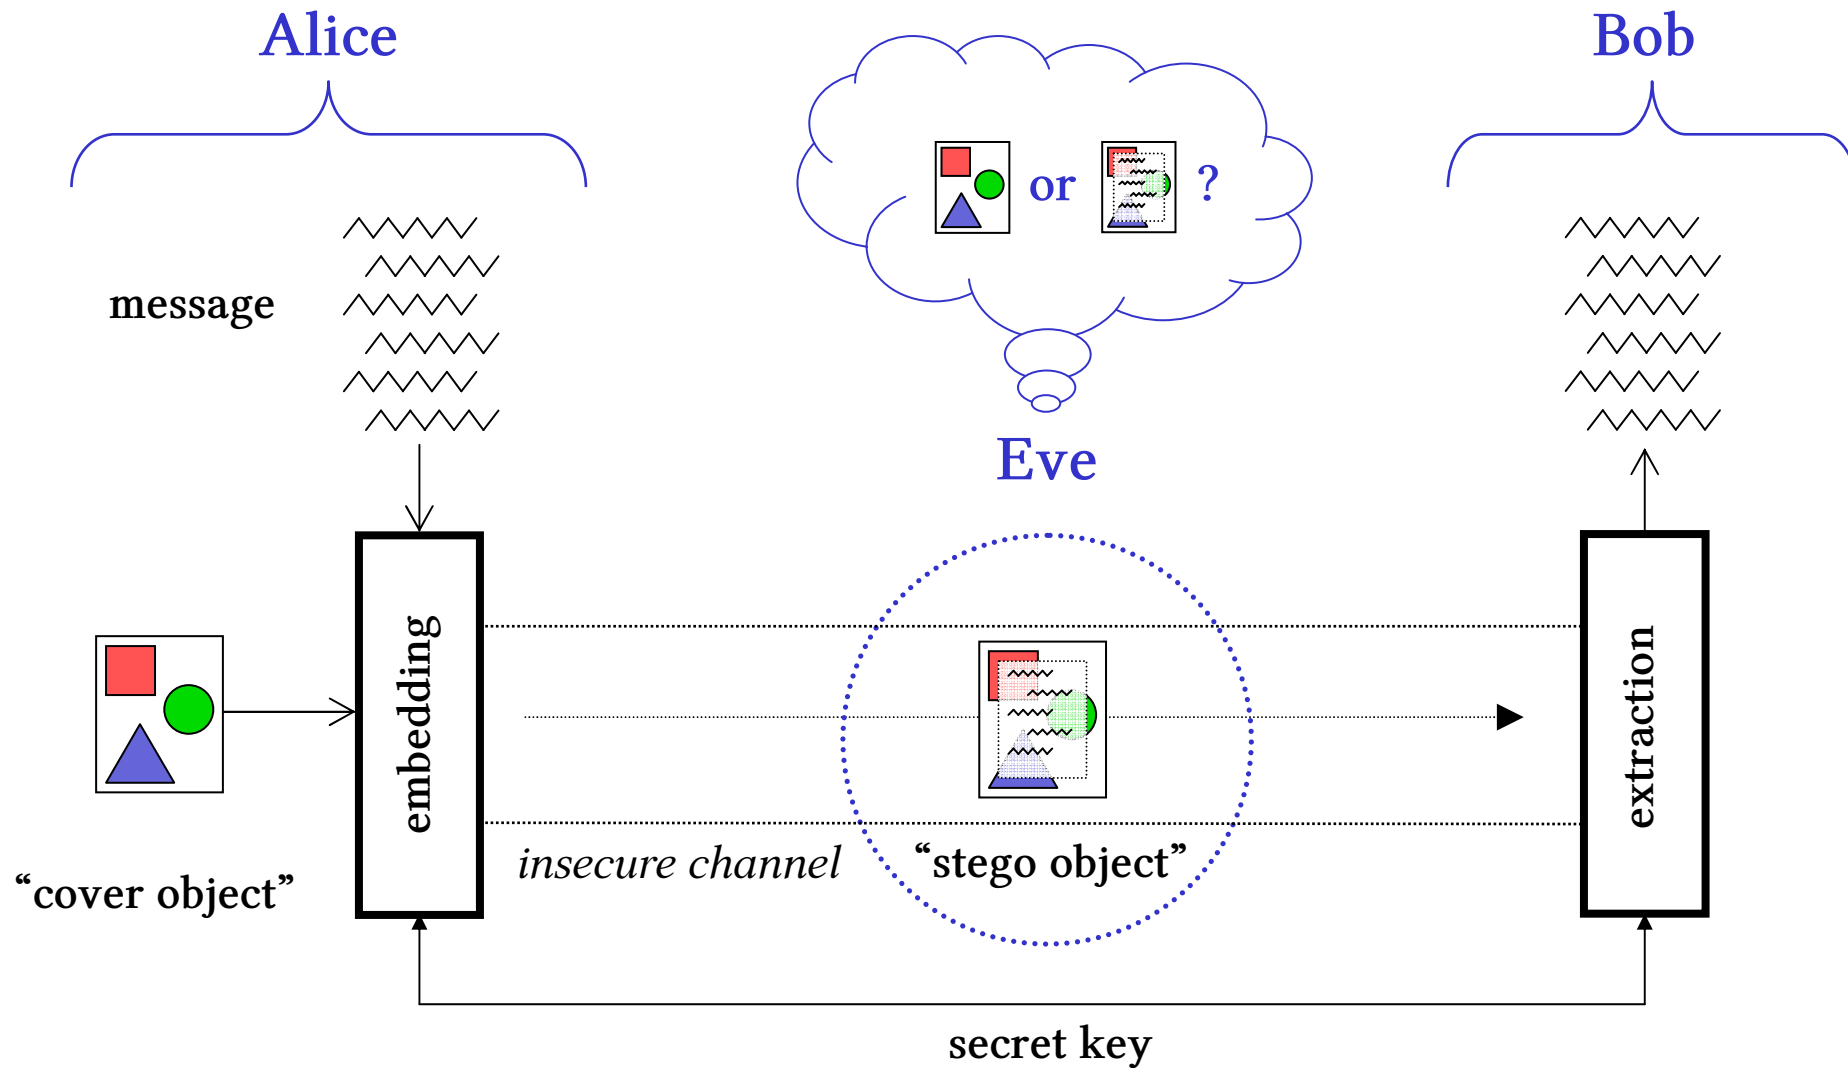 Alice
Bob
or ?
message
Eve
embedding
extraction
insecure channel
“stego object”
“cover object”
secret key